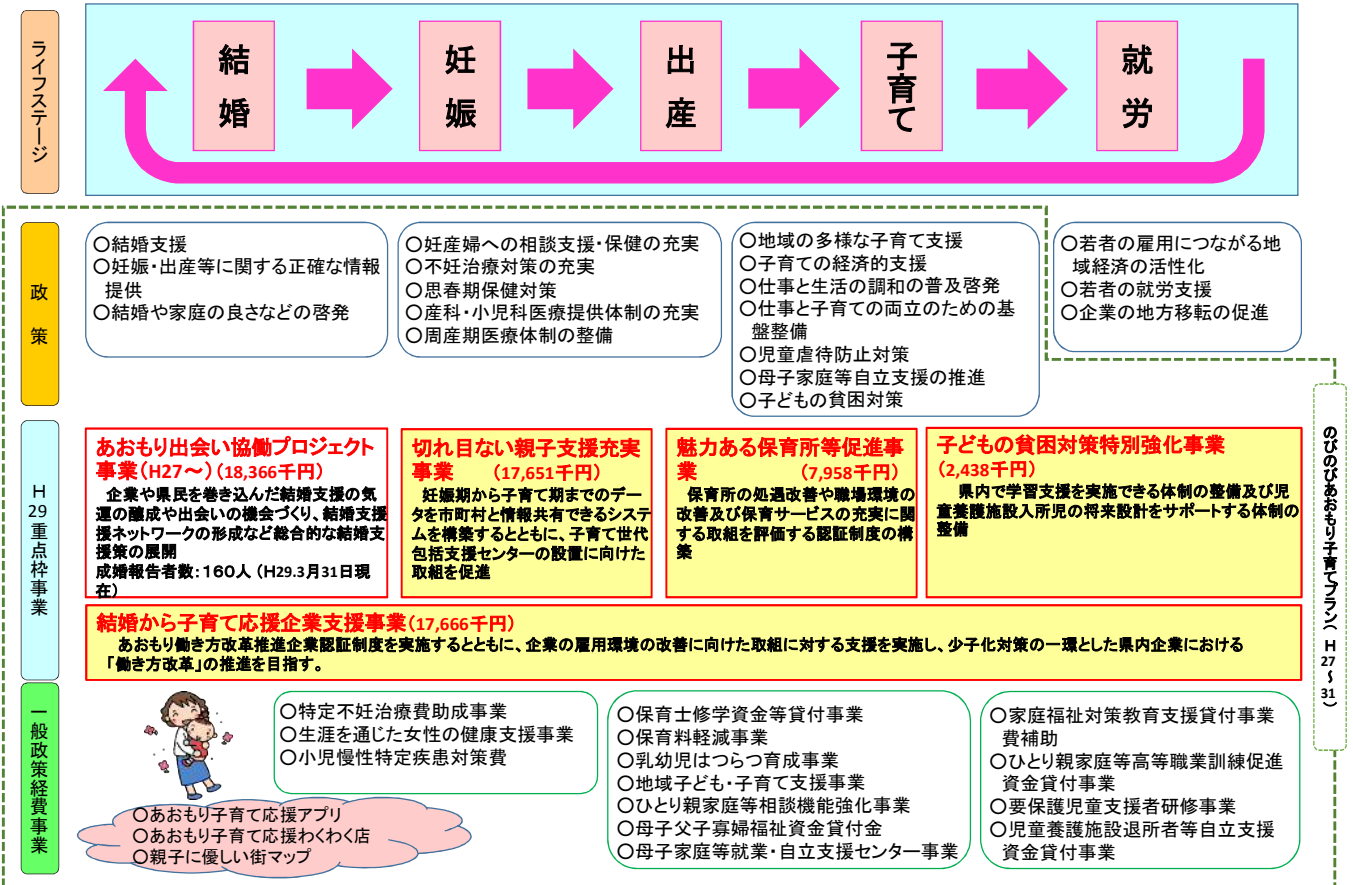 ライフステージ
結婚
妊娠
出産
子育て
就労
政策
〇結婚支援
〇妊娠・出産等に関する正確な情報
提供
〇結婚や家庭の良さなどの啓発
〇妊産婦への相談支援・保健の充実
〇不妊治療対策の充実
〇思春期保健対策
〇産科・小児科医療提供体制の充実
〇周産期医療体制の整備
〇地域の多様な子育て支援
〇子育ての経済的支援
〇仕事と生活の調和の普及啓発
〇仕事と子育ての両立のための基
盤整備
〇児童虐待防止対策
〇母子家庭等自立支援の推進
〇子どもの貧困対策
〇若者の雇用につながる地
域経済の活性化
〇若者の就労支援
〇企業の地方移転の促進
のびのびあおもり子育てプラン(H27~31)
H29重点枠事業
あおもり出会い協働プロジェクト
事業(H27~)(18,366千円)
企業や県民を巻き込んだ結婚支援の気
運の醸成や出会いの機会づくり、結婚支援
援ネットワークの形成など総合的な結婚支
援策の展開
成婚報告者数:160人(H29.3月31日現
在)
切れ目ない親子支援充実
事業 (17,651千円)
妊娠期から子育て期までのデー
タを市町村と情報共有できるシステ
ムを構築するとともに、子育て世代
包括支援センターの設置に向けた
取組を促進
魅力ある保育所等促進事
業 (7,958千円)
保育所の処遇改善や職場環境の
改善及び保育サービスの充実に関
する取組を評価する認証制度の構
築
子どもの貧困対策特別強化事業
(2,438千円)
県内で学習支援を実施できる体制の整備及び児
童養護施設入所児の将来設計をサポートする体制の
整備
結婚から子育て応援企業支援事業(17,666千円)
あおもり働き方改革推進企業認証制度を実施するとともに、企業の雇用環境の改善に向けた取組に対する支援を実施し、少子化対策の一環とした県内企業における
「働き方改革」の推進を目指す。
一般政策経費事業
〇特定不妊治療費助成事業
〇生涯を通じた女性の健康支援事業
〇小児慢性特定疾患対策費
〇あおもり子育て応援アプリ
〇あおもり子育て応援わくわく店
〇親子に優しい街マップ
〇保育士修学資金等貸付事業
〇保育料軽減事業
〇乳幼児はつらつ育成事業
〇地域子ども・子育て支援事業
〇ひとり親家庭等相談機能強化事業
〇母子父子寡婦福祉資金貸付金
〇母子家庭等就業・自立支援センター事業
〇家庭福祉対策教育支援貸付事業
費補助
〇ひとり親家庭等高等職業訓練促進
資金貸付事業
〇要保護児童支援者研修事業
〇児童養護施設退所者等自立支援
資金貸付事業